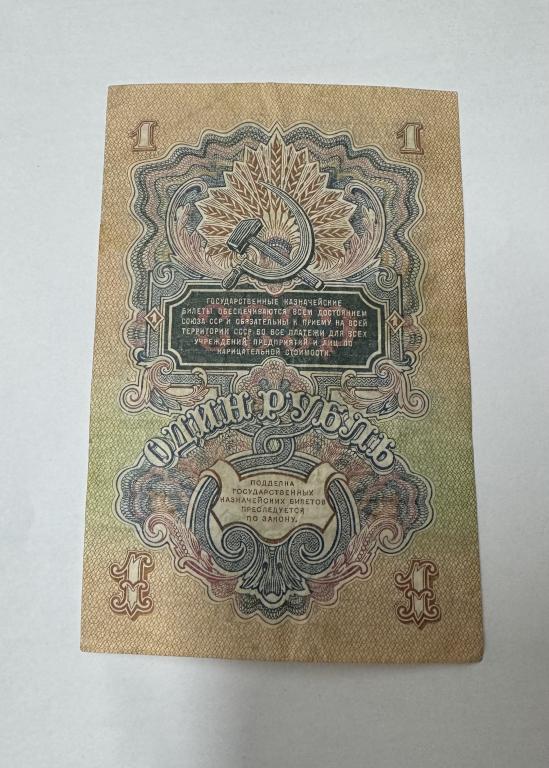 1 1
ГОСУДАРСТВЕННЫЕ КАЗНАЧЕЙСКИЕ
БИЛЕТЫ ОБЕСПЕЧИВАЮТСЯ ВСЕМ ДОСТОЯНИЕМ
СОЮЗА ССР И ОБЯЗАТЕЛЬНЫ К ПРИЕМУ НА ВСЕЙ
1 ТЕРРИТОРИИ СССР ВО ВСЕ ПЛАТЕЖИ ДЛЯ ВСЕХ 1
УЧРЕЖДЕНИЙ, ПРЕДПРИЯТИЙ И ЛИЦ ПО
НАРИЦАТЕЛЬНОЙ СТОИМОСТИ.
ОДИН РУБЛЬ
ПОДДЕЛКА
ГОСУДАРСТВЕННЫХ
КАЗНАЧЕЙСКИХ БИЛЕТОВ
ПРЕСЛЕДУЕТСЯ
ПО ЗАКОНУ.
1 1